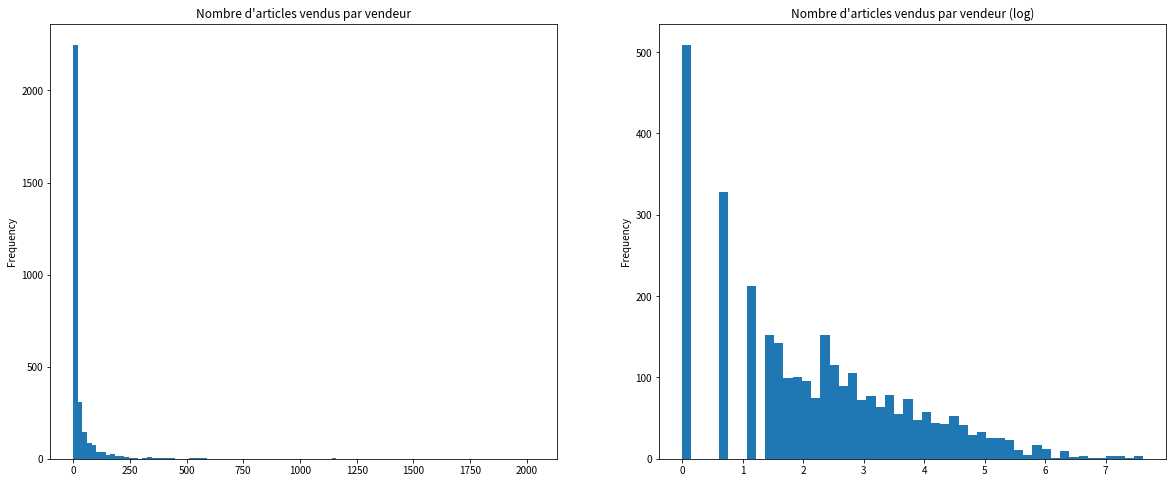 Nombre d'articles vendus par vendeur
Frequency
2000
1500
1000
500
0
0 250 500 750 1000 1250 1500 1750 2000
Nombre d'articles vendus par vendeur (log)
Frequency
500
400
300
200
100
0
0 1 2 3 4 5 6 7